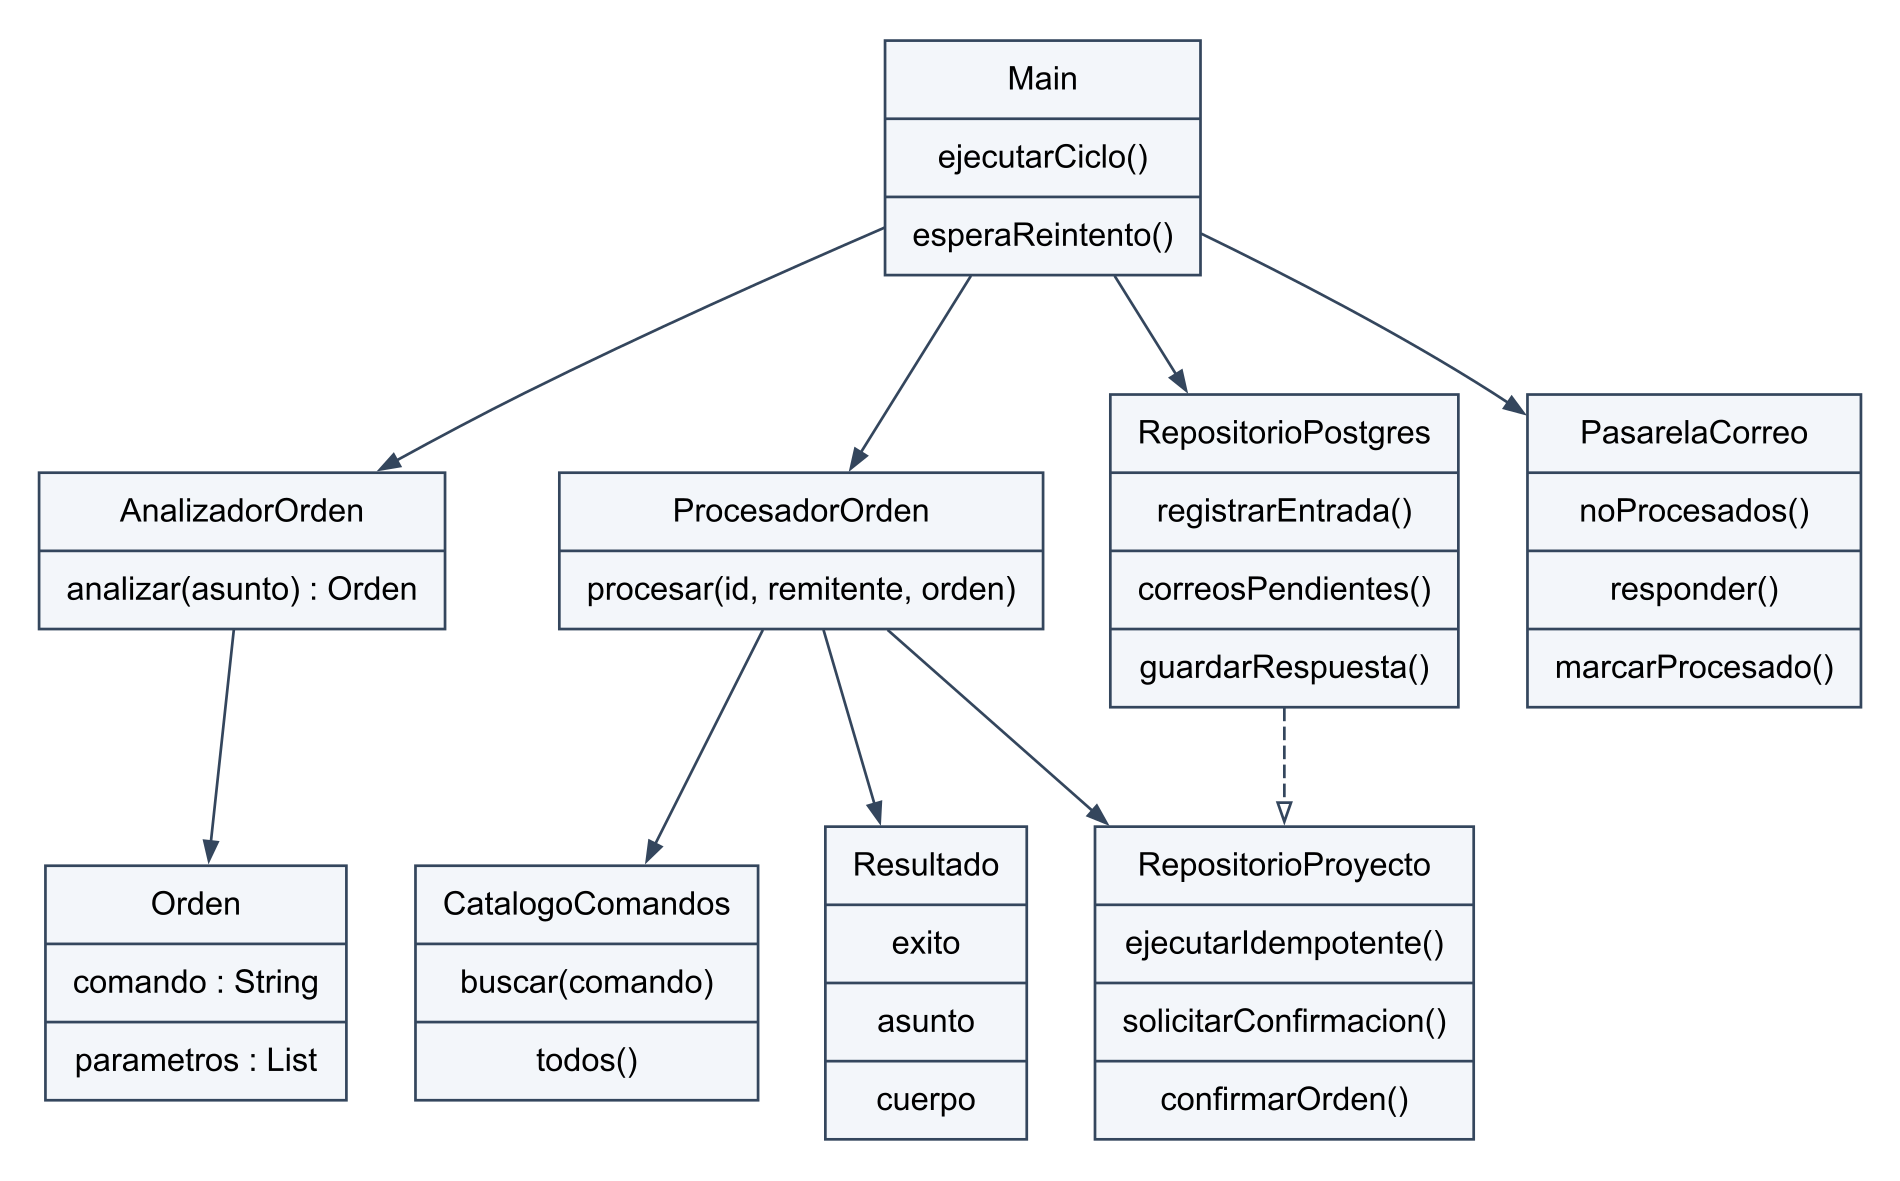 Main
ejecutarCiclo()
esperaReintento()
AnalizadorOrden
analizar(asunto) : Orden
ProcesadorOrden
procesar(id, remitente, orden)
RepositorioPostgres
registrarEntrada()
correosPendientes()
guardarRespuesta()
PasarelaCorreo
noProcesados()
responder()
marcarProcesado()
Orden
comando : String
parametros : List
CatalogoComandos
buscar(comando)
todos()
Resultado
exito
asunto
cuerpo
RepositorioProyecto
ejecutarIdempotente()
solicitarConfirmacion()
confirmarOrden()